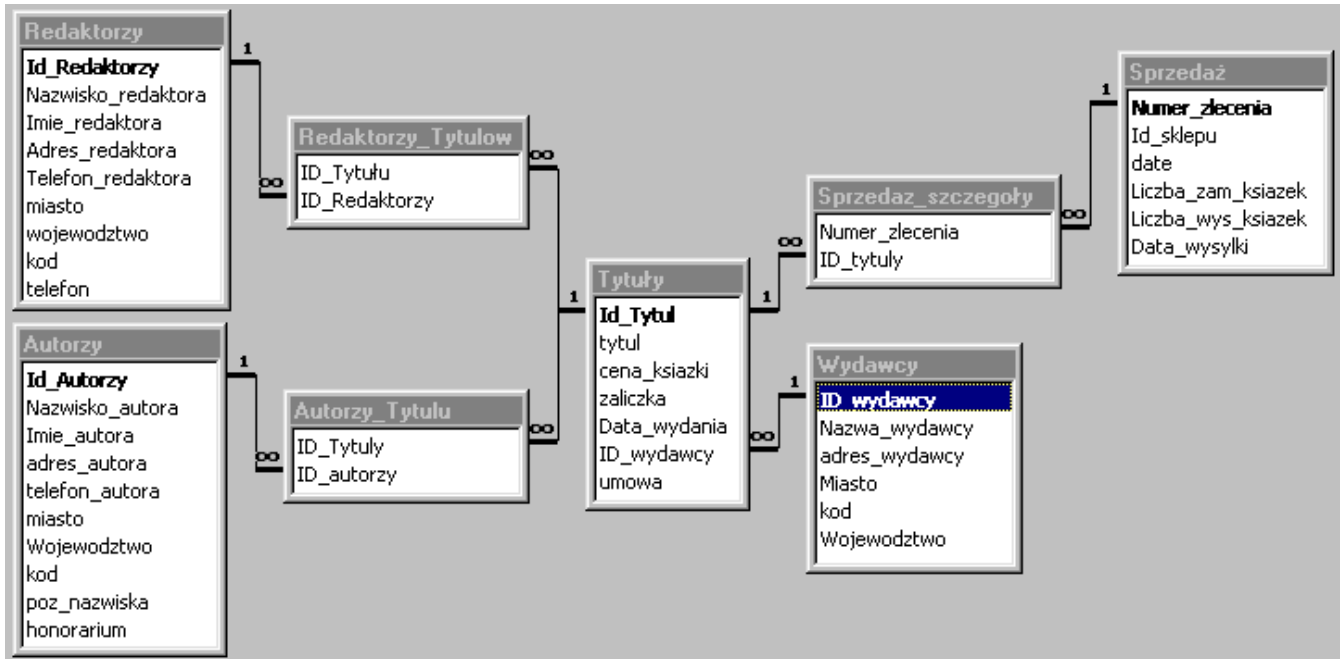 Redaktorzy
Id_Redaktorzy
Nazwisko_redaktora
Imie_redaktora
Adres_redaktora
Telefon_redaktora
miasto
wojewodztwo
kod
telefon
1
∞
Redaktorzy_Tytulow
ID_Tytułu
ID_Redaktorzy
∞
Autorzy
Id_Autorzy
Nazwisko_autora
Imie_autora
adres_autora
telefon_autora
miasto
Wojewodztwo
kod
poz_nazwiska
honorarium
1
∞
Autorzy_Tytulu
ID_Tytuly
ID_autorzy
∞
1
Tytuły
Id_Tytul
tytul
cena_ksiazki
zaliczka
Data_wydania
ID_wydawcy
umowa
1
∞
∞
Sprzedaz_szczegoły
Numer_zlecenia
ID_tytuly
∞
1
Wydawcy
ID_wydawcy
Nazwa_wydawcy
adres_wydawcy
Miasto
kod
Wojewodztwo
1
Sprzedaż
Numer_zlecenia
Id_sklepu
date
Liczba_zam_ksiazek
Liczba_wys_ksiazek
Data_wysylki